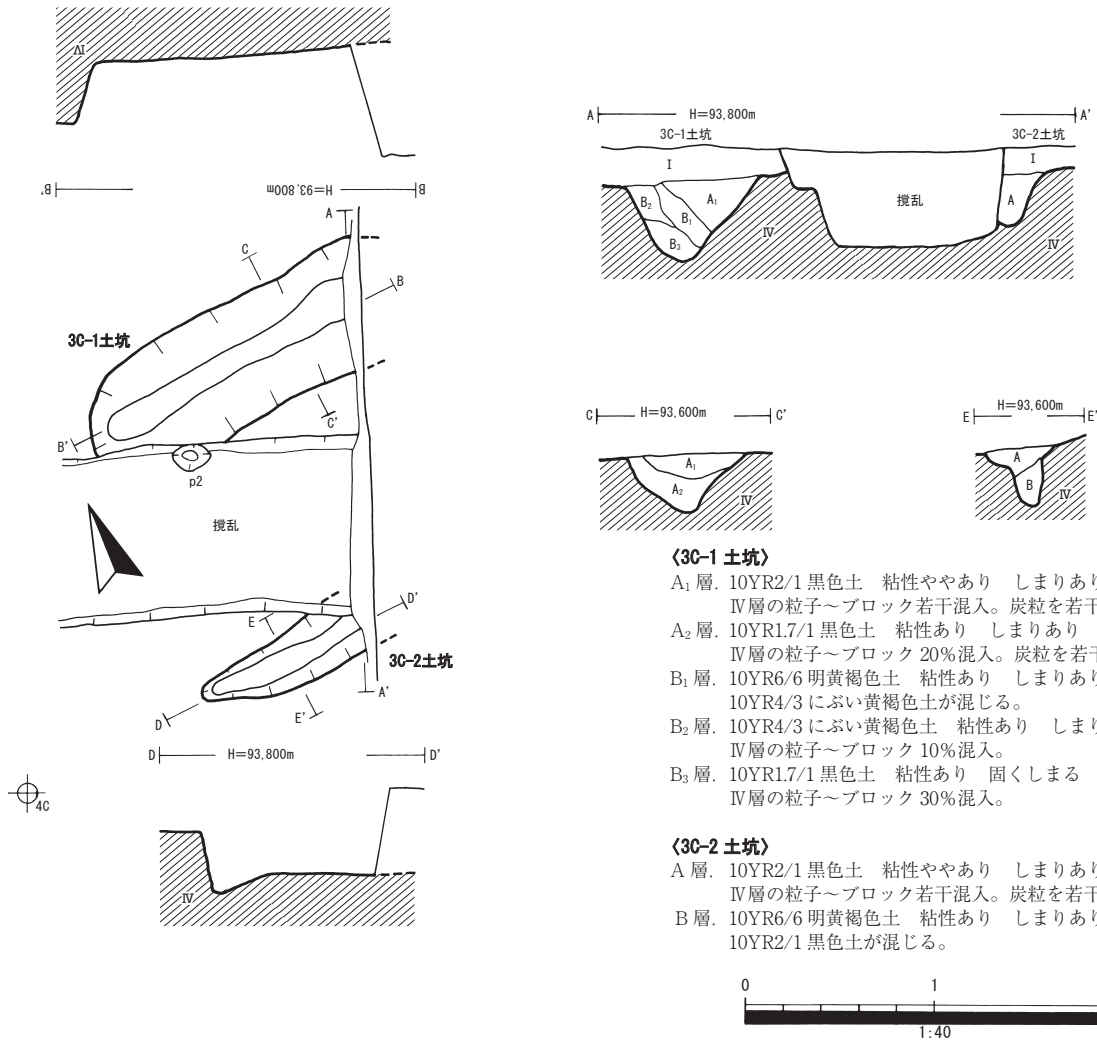 Ⅳ
B'
H=93,800m
B
A
C
B
3C-1土坑
C'
B'
p2
撹乱
D'
E
3C-2土坑
A'
E'
D
D
H=93,800m
D'
4C
Ⅳ
A
H=93,800m
A'
3C-1土坑
3C-2土坑
I
I
B₂
A₁
B₁
撹乱
A
B₃
Ⅳ
Ⅳ
C
H=93,600m
C'
A₁
A₂
Ⅳ
E
H=93,600m
E'
A
B
Ⅳ
〈3C-1 土坑〉
A₁ 層. 10YR2/1 黒色土 粘性ややあり しまりあり
Ⅳ層の粒子～ブロック若干混入。炭粒を若干
A₂ 層. 10YR1.7/1 黒色土 粘性あり しまりあり
Ⅳ層の粒子～ブロック 20%混入。炭粒を若干
B₁ 層. 10YR6/6 明黄褐色土 粘性あり しまりあり
10YR4/3 にぶい黄褐色土が混じる。
B₂ 層. 10YR4/3 にぶい黄褐色土 粘性あり しまり
Ⅳ層の粒子～ブロック 10%混入。
B₃ 層. 10YR1.7/1 黒色土 粘性あり 固くしまる
Ⅳ層の粒子～ブロック 30%混入。
〈3C-2 土坑〉
A 層. 10YR2/1 黒色土 粘性ややあり しまりあり
Ⅳ層の粒子～ブロック若干混入。炭粒を若干
B 層. 10YR6/6 明黄褐色土 粘性あり しまりあり
10YR2/1 黒色土が混じる。
0 1
1:40